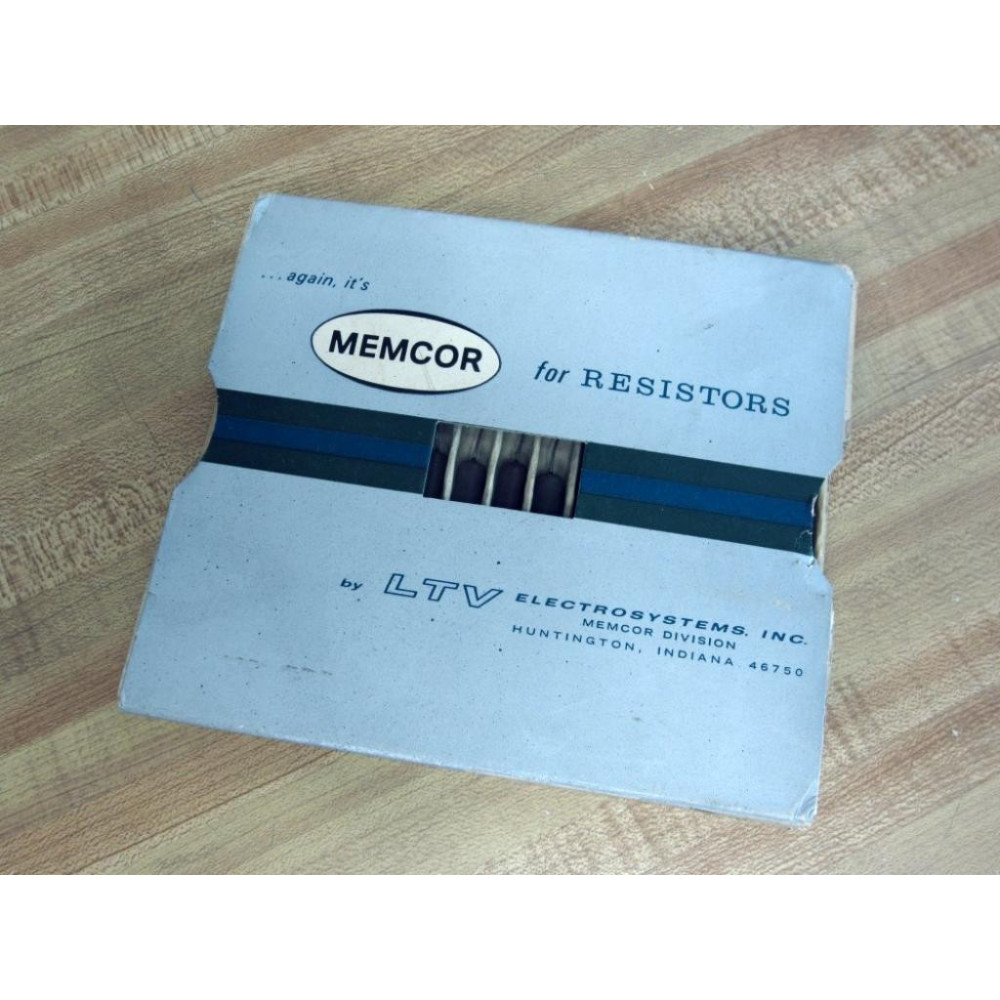 ...again, it's
MEMCOR
for RESISTORS
by LTV ELECTROSYSTEMS, INC.
MEMCOR DIVISION
HUNTINGTON, INDIANA 46750